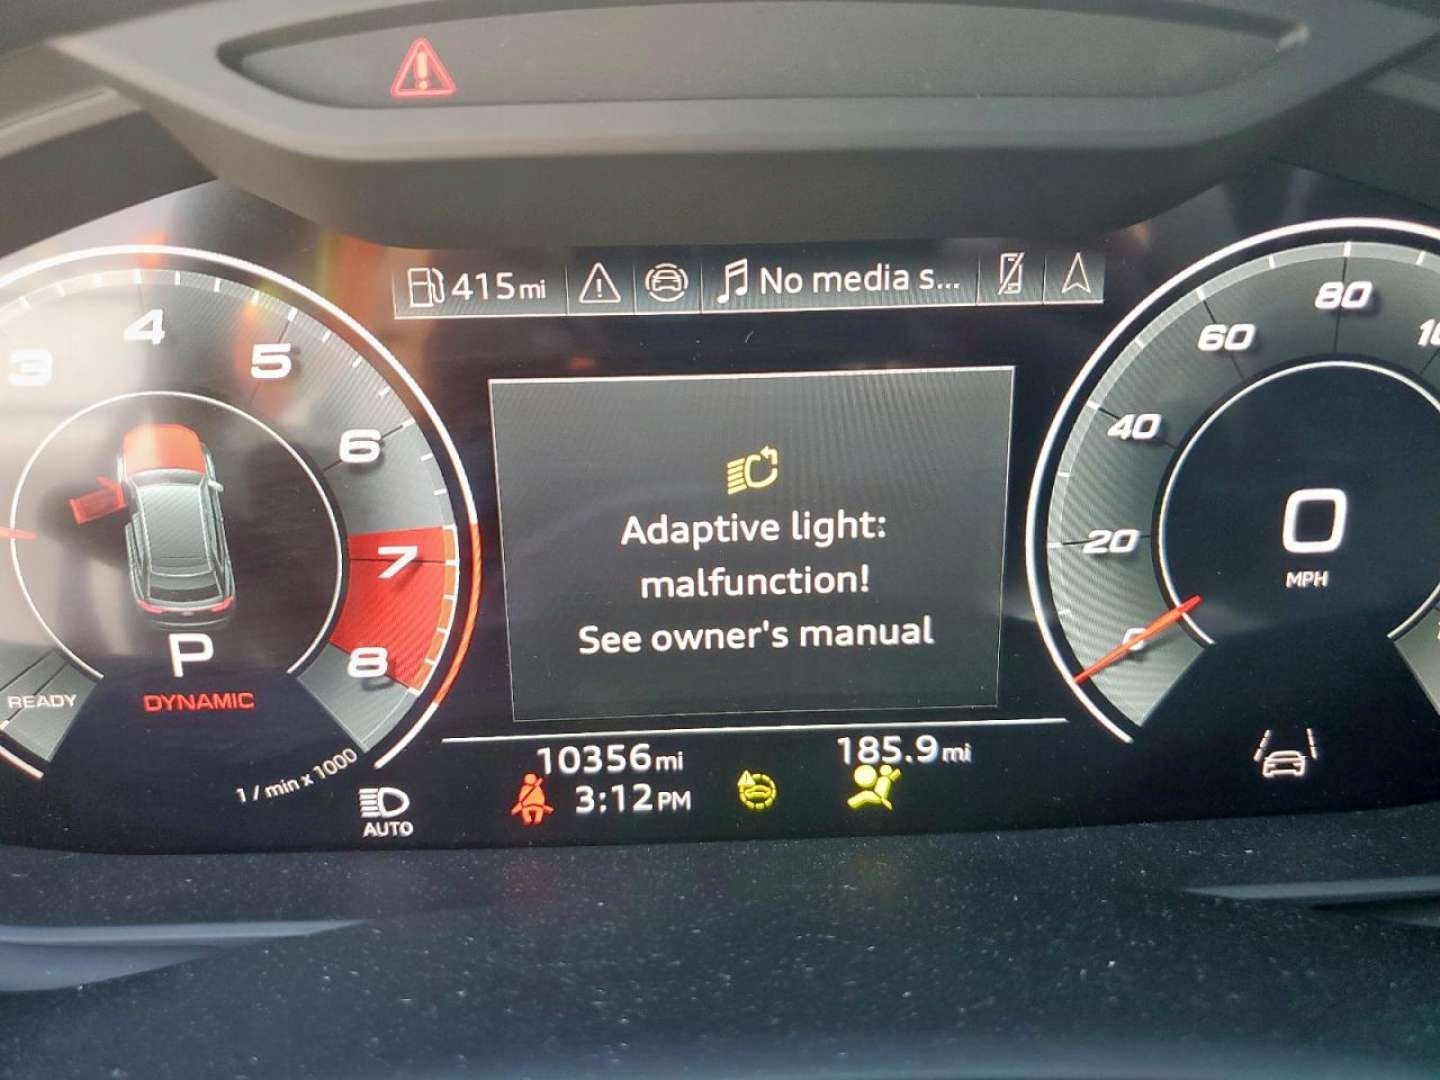 415mi
No media s...
3
4
5
6
7
8
P
DYNAMIC
READY
1 / min x 1000
AUTO
Adaptive light:
malfunction!
See owner's manual
10356mi
185.9mi
3:12PM
0
20
40
60
80
0
MPH